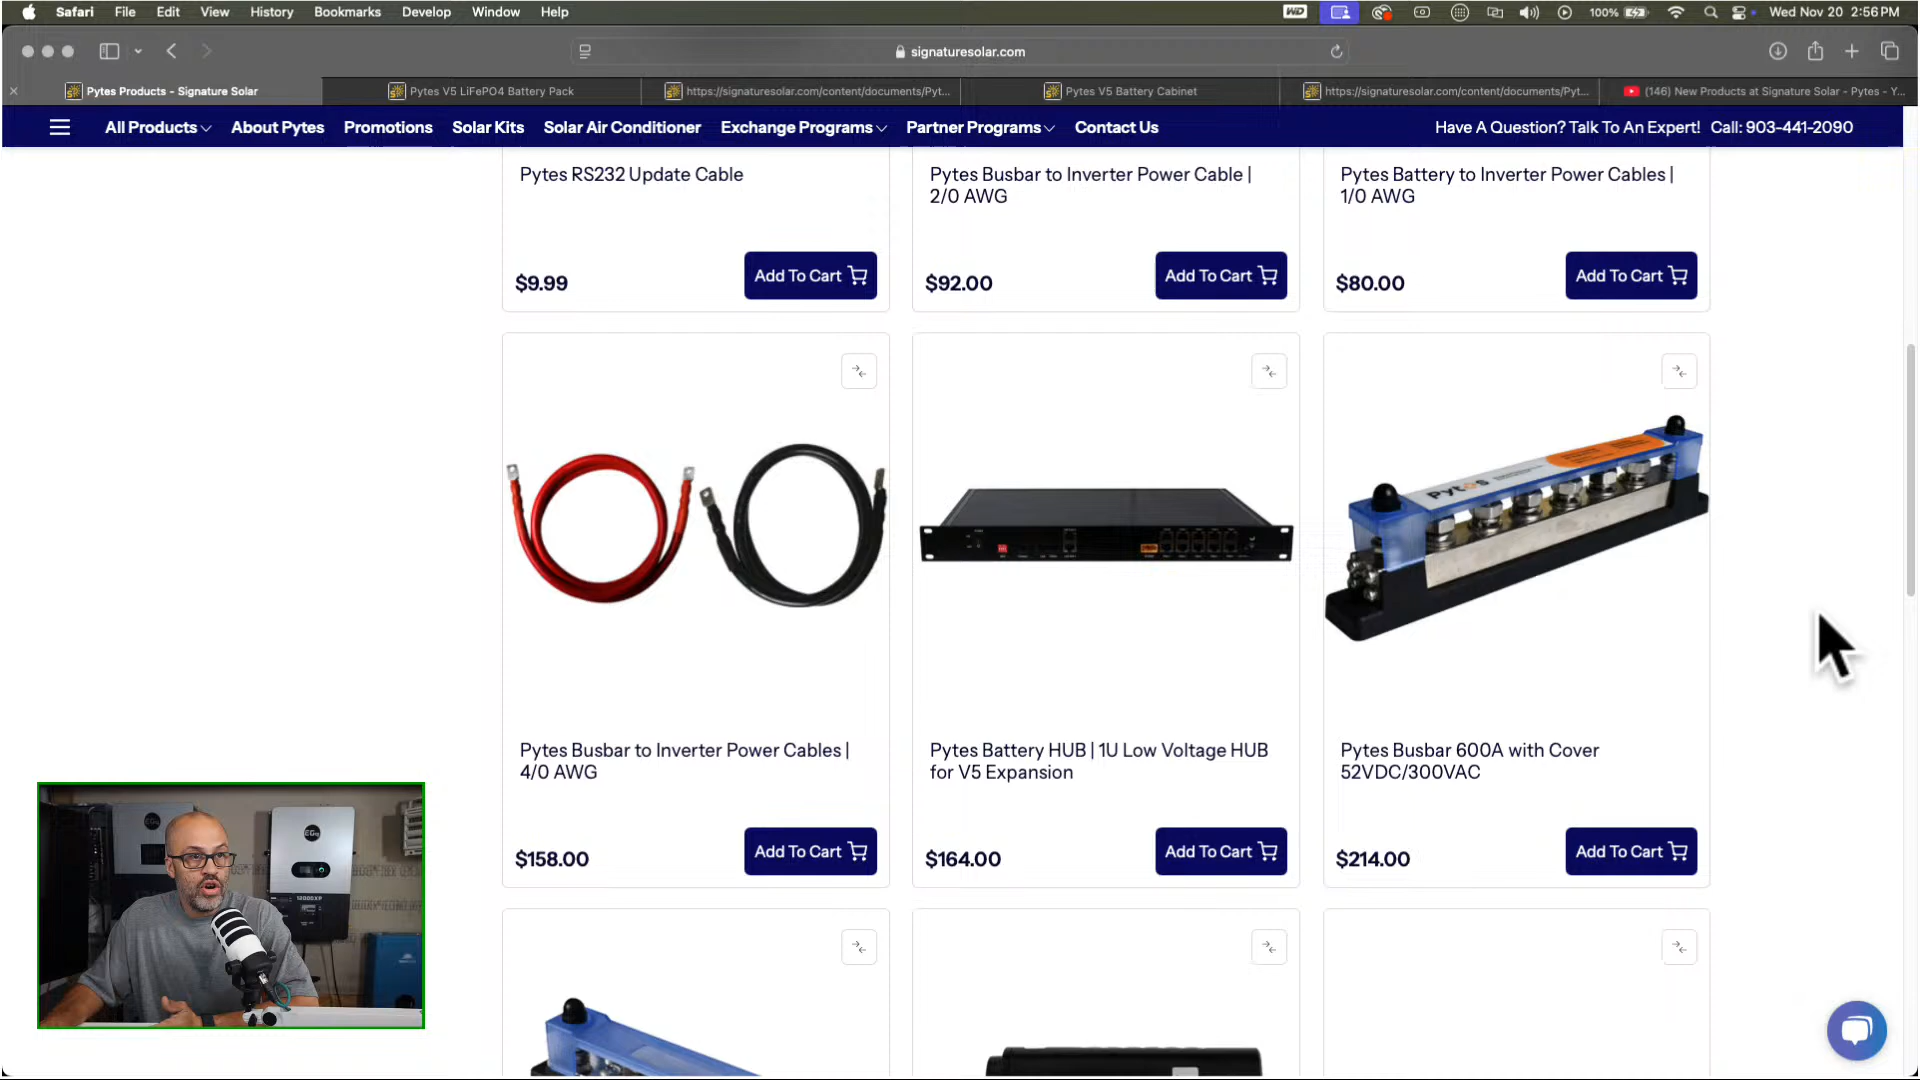 Safari File Edit View History Bookmarks Develop Window Help
WD 100% Wed Nov 20 2:56 PM
signaturesolar.com
Pytes Products - Signature Solar
Pytes V5 LiFePO4 Battery Pack
https://signaturesolar.com/content/documents/Pyt...
Pytes V5 Battery Cabinet
https://signaturesolar.com/content/documents/Pyt...
(146) New Products at Signature Solar - Pytes - Y...
All Products About Pytes Promotions Solar Kits Solar Air Conditioner Exchange Programs Partner Programs Contact Us
Have A Question? Talk To An Expert! Call: 903-441-2090
Pytes RS232 Update Cable
$9.99
Add To Cart
Pytes Busbar to Inverter Power Cable |
2/0 AWG
$92.00
Add To Cart
Pytes Battery to Inverter Power Cables |
1/0 AWG
$80.00
Add To Cart
Pytes Busbar to Inverter Power Cables |
4/0 AWG
$158.00
Add To Cart
Pytes Battery HUB | 1U Low Voltage HUB
for V5 Expansion
$164.00
Add To Cart
Pytes
Pytes Busbar 600A with Cover
52VDC/300VAC
$214.00
Add To Cart
EG4
12000XP